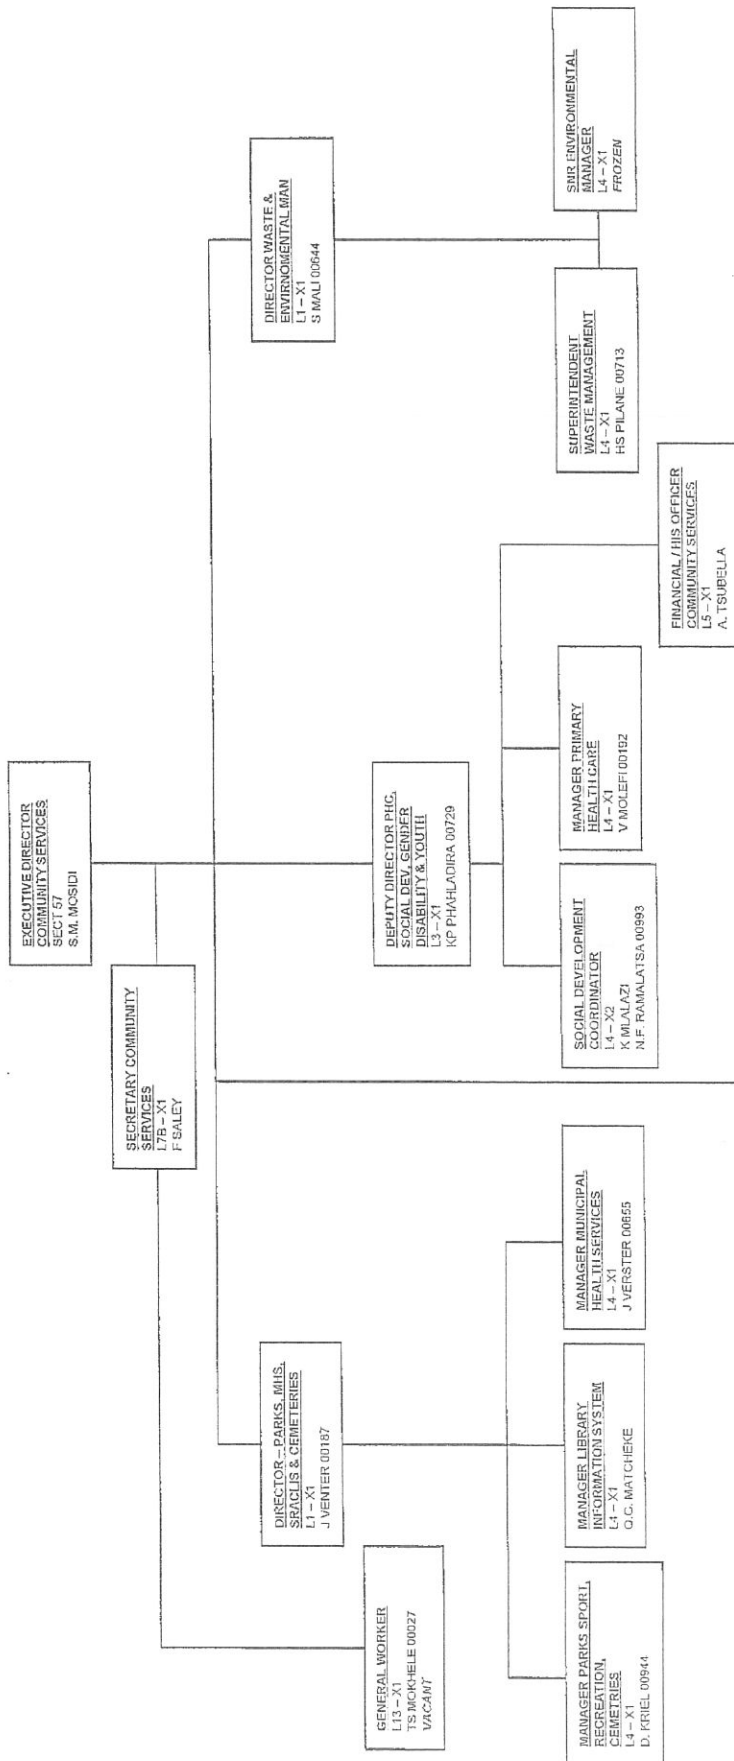 EXECUTIVE DIRECTOR
COMMUNITY SERVICES
SECT 57
S.M. MOSIDI
SECRETARY COMMUNITY
SERVICES
L7B – X1
F SALEY
GENERAL WORKER
L13 – X1
TS MOKHELE 00027
VACANT
DIRECTOR – PARKS, MHS,
SRACLIS & CEMETERIES
L1 – X1
J VENTER 00187
DEPUTY DIRECTOR PHC,
SOCIAL DEV, GENDER
DISABILITY & YOUTH
L3 – X1
KP PHAHLADIRA 00729
DIRECTOR WASTE &
ENVIRNOMENTAL MAN
L1 – X1
S MALI 00644
MANAGER PARKS SPORT,
RECREATION,
CEMETRIES
L4 – X1
D. KRIEL 00944
MANAGER LIBRARY
INFORMATION SYSTEM
L4 – X1
Q.C. MATCHEKE
MANAGER MUNICIPAL
HEALTH SERVICES
L4 – X1
J VERSTER 00655
SOCIAL DEVELOPMENT
COORDINATOR
L4 – X2
K MLALAZI
N.F. RAMALATSA 00993
MANAGER PRIMARY
HEALTH CARE
L4 – X1
V MOLEFI 00192
FINANCIAL / HIS OFFICER
COMMUNITY SERVICES
L5 – X1
A. TSUBELLA
SUPERINTENDENT
WASTE MANAGEMENT
L4 – X1
HS PILANE 00713
SNR ENVIRONMENTAL
MANAGER
L4 – X1
FROZEN